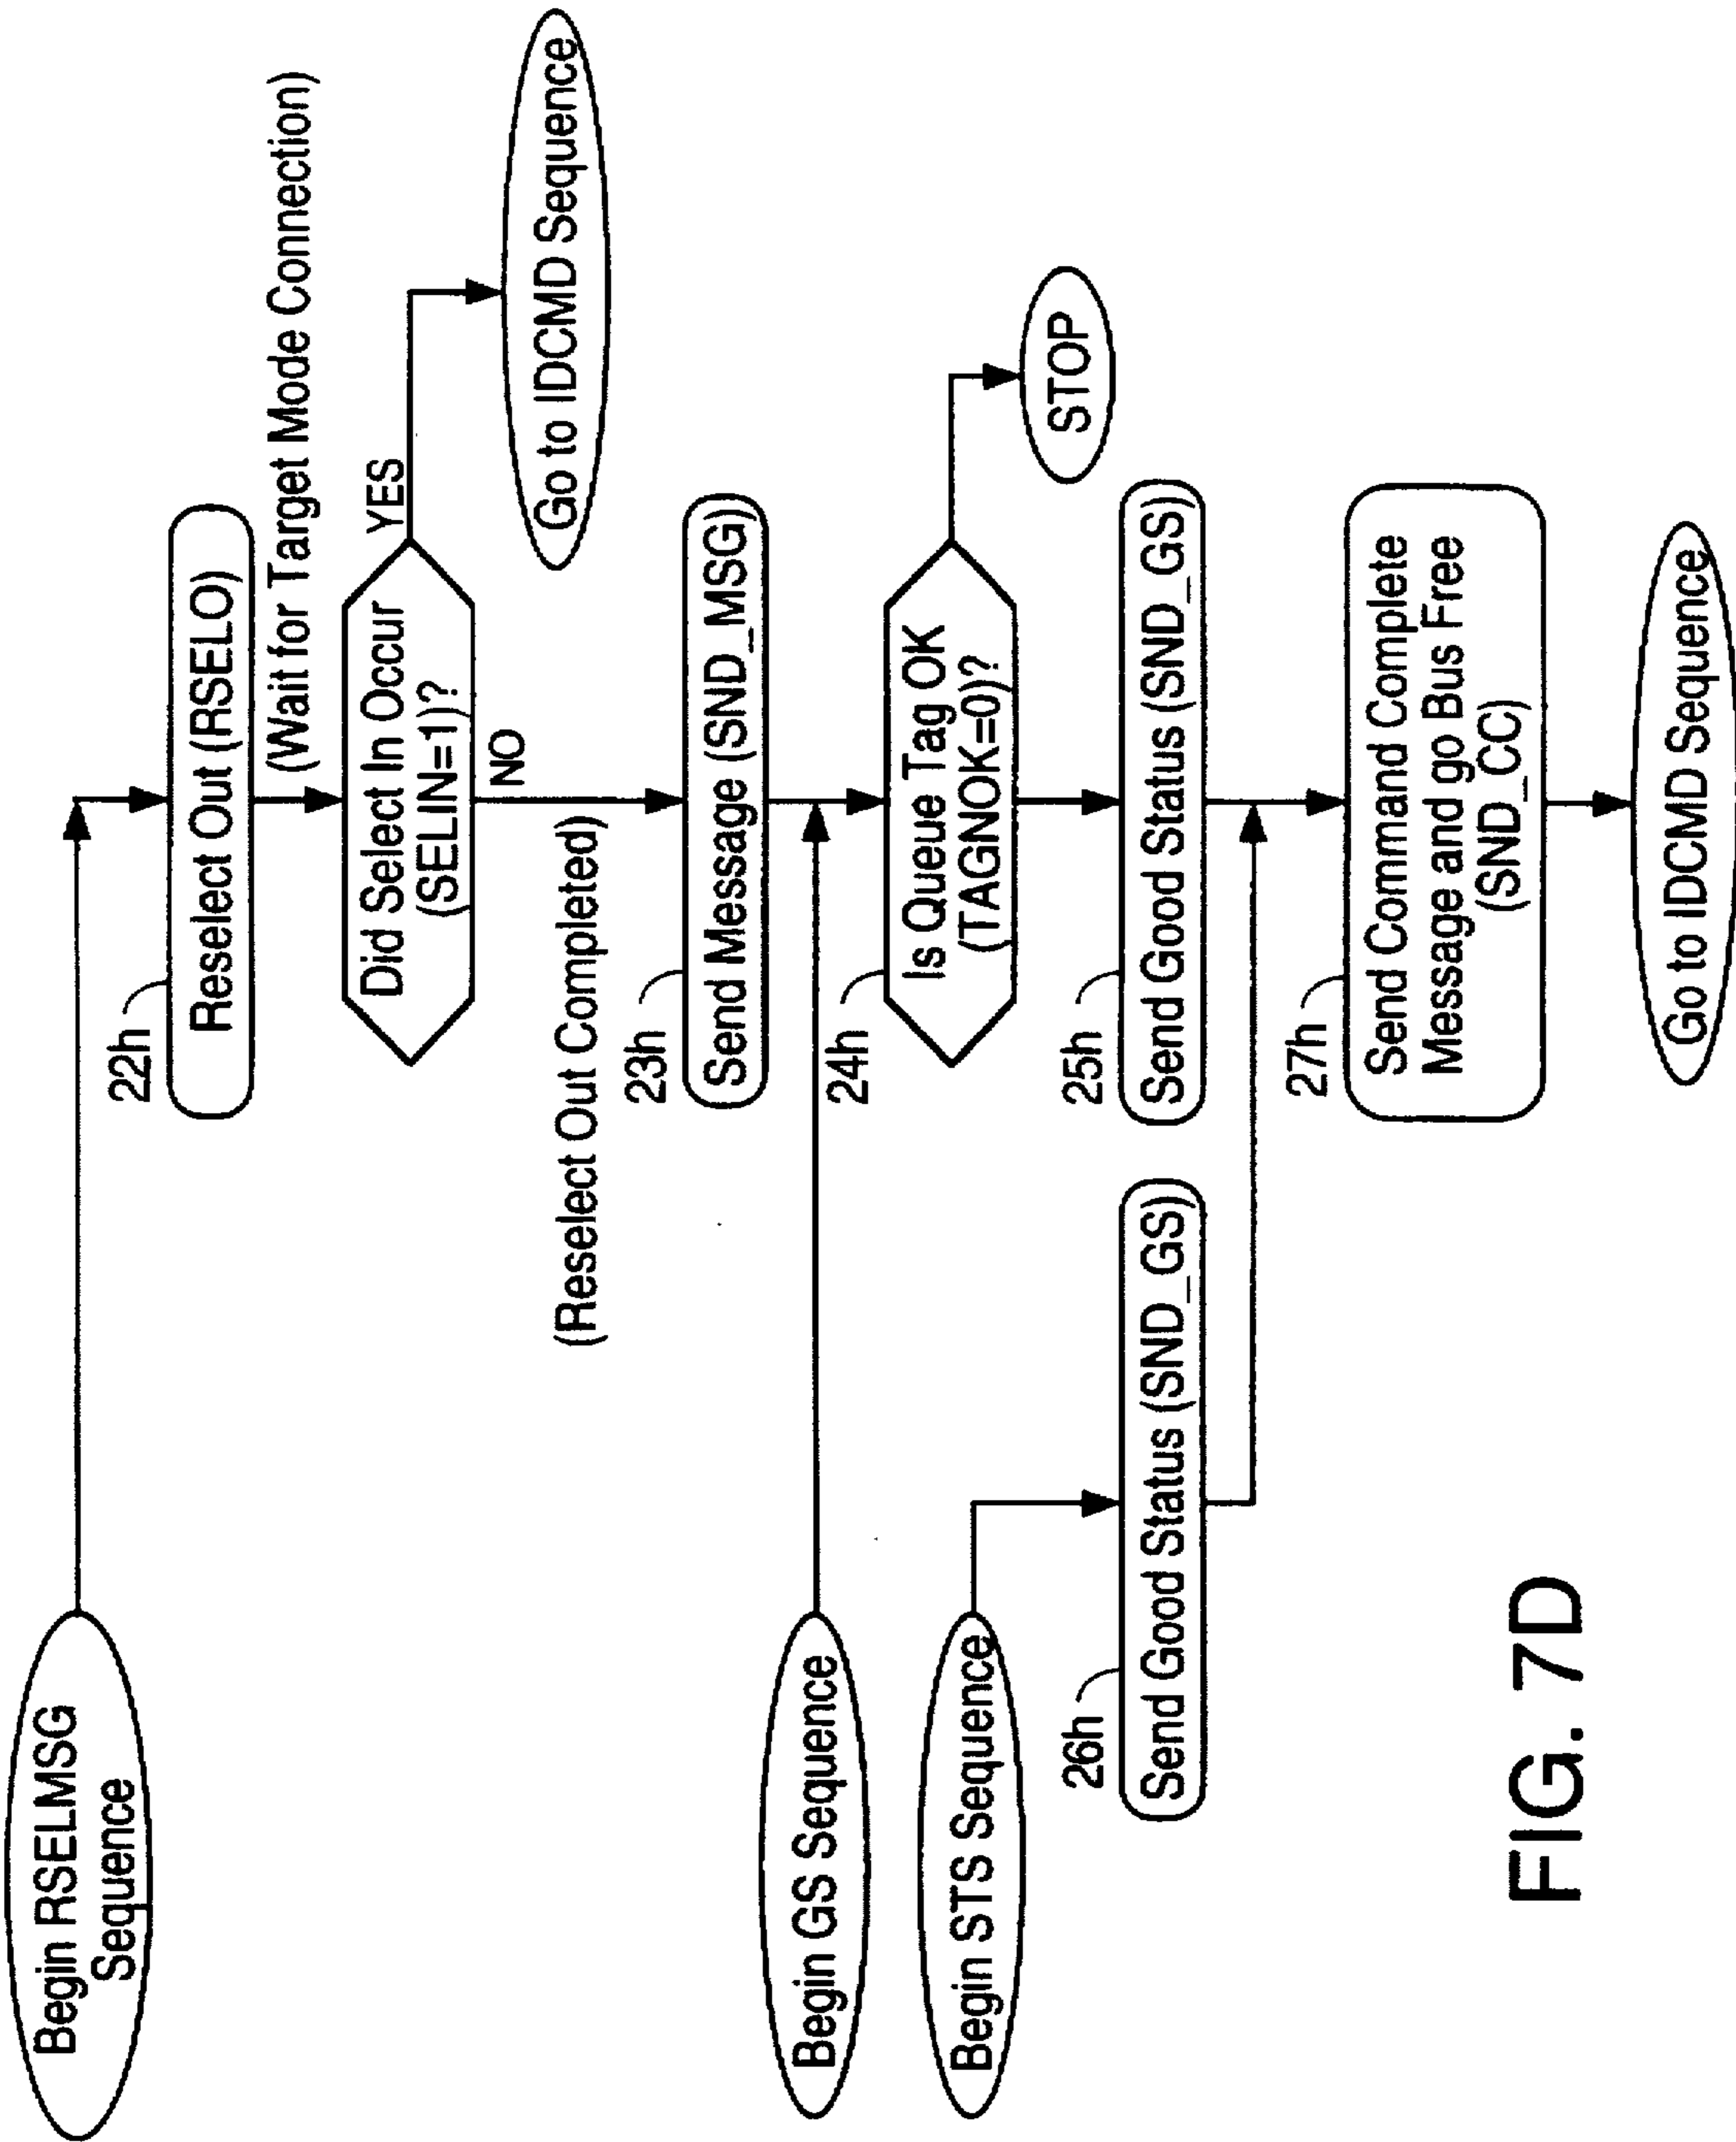 Begin RSELMSG
Sequence
22h
Reselect Out (RSELO)
(Wait for Target Mode Connection)
Did Select In Occur
(SELIN=1)?
YES
Go to IDCMD Sequence
NO
(Reselect Out Completed)
23h
Send Message (SND_MSG)
Begin GS Sequence
24h
Is Queue Tag OK
(TAGNOK=0)?
STOP
Begin STS Sequence
25h
Send Good Status (SND_GS)
26h
Send Good Status (SND_GS)
27h
Send Command Complete
Message and go Bus Free
(SND_CC)
Go to IDCMD Sequence
FIG. 7D